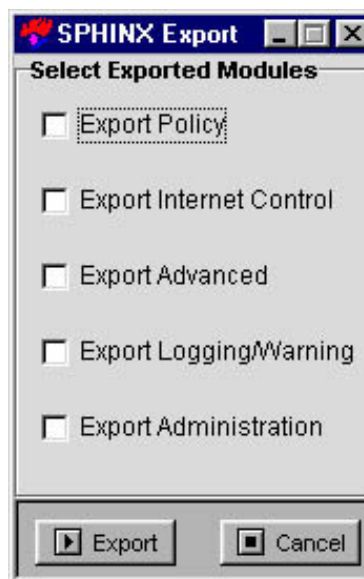 SPHINX Export
Select Exported Modules
Export Policy
Export Internet Control
Export Advanced
Export Logging/Warning
Export Administration
Export
Cancel